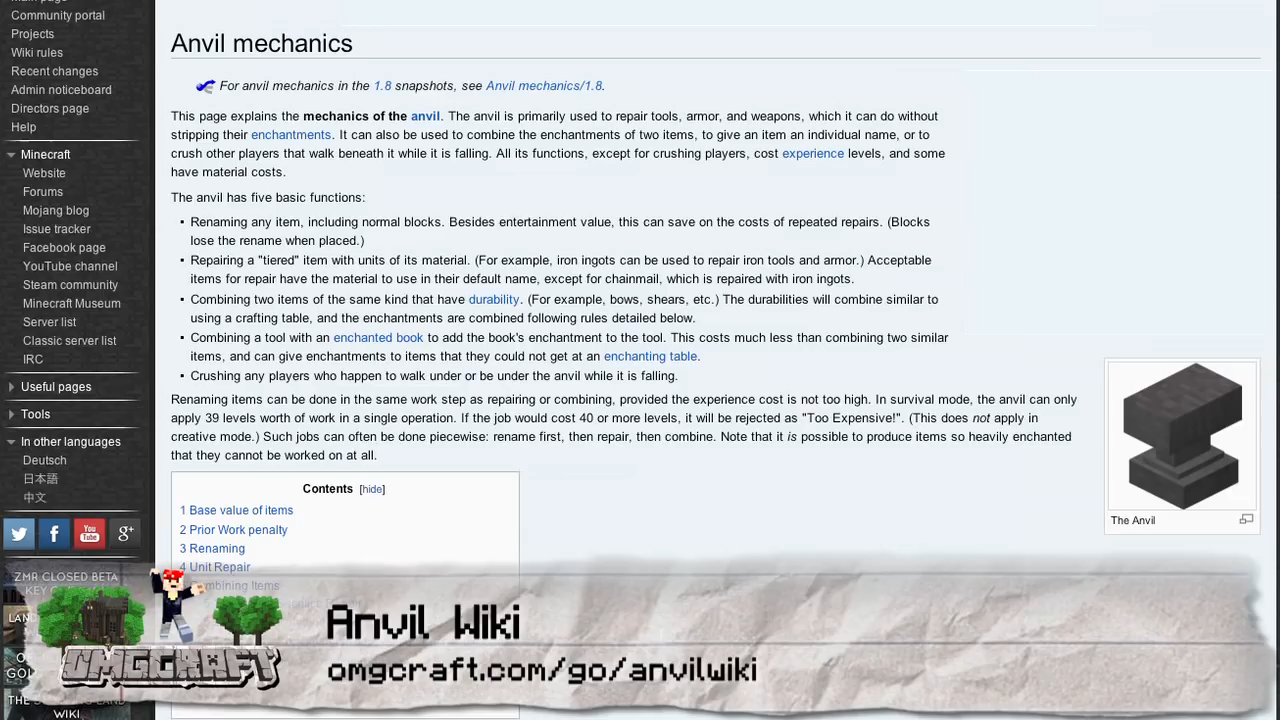 Community portal
Projects
Wiki rules
Recent changes
Admin noticeboard
Directors page
Help
Minecraft
Website
Forums
Mojang blog
Issue tracker
Facebook page
YouTube channel
Steam community
Minecraft Museum
Server list
Classic server list
IRC
Useful pages
Tools
In other languages
Deutsch
日本語
中文
You Tube
g+
ZMR CLOSED BETA
WIKI
Anvil mechanics
For anvil mechanics in the 1.8 snapshots, see Anvil mechanics/1.8.
This page explains the mechanics of the anvil. The anvil is primarily used to repair tools, armor, and weapons, which it can do without
stripping their enchantments. It can also be used to combine the enchantments of two items, to give an item an individual name, or to
crush other players that walk beneath it while it is falling. All its functions, except for crushing players, cost experience levels, and some
have material costs.
The anvil has five basic functions:
▪ Renaming any item, including normal blocks. Besides entertainment value, this can save on the costs of repeated repairs. (Blocks
lose the rename when placed.)
▪ Repairing a "tiered" item with units of its material. (For example, iron ingots can be used to repair iron tools and armor.) Acceptable
items for repair have the material to use in their default name, except for chainmail, which is repaired with iron ingots.
▪ Combining two items of the same kind that have durability. (For example, bows, shears, etc.) The durabilities will combine similar to
using a crafting table, and the enchantments are combined following rules detailed below.
▪ Combining a tool with an enchanted book to add the book's enchantment to the tool. This costs much less than combining two similar
items, and can give enchantments to items that they could not get at an enchanting table.
▪ Crushing any players who happen to walk under or be under the anvil while it is falling.
Renaming items can be done in the same work step as repairing or combining, provided the experience cost is not too high. In survival mode, the anvil can only
apply 39 levels worth of work in a single operation. If the job would cost 40 or more levels, it will be rejected as "Too Expensive!". (This does not apply in
creative mode.) Such jobs can often be done piecewise: rename first, then repair, then combine. Note that it is possible to produce items so heavily enchanted
that they cannot be worked on at all.
The Anvil
Contents [hide]
1 Base value of items
2 Prior Work penalty
3 Renaming
4 Unit Repair
Items
OMGCRAFT
Anvil Wiki
omgcraft.com/go/anvilwiki